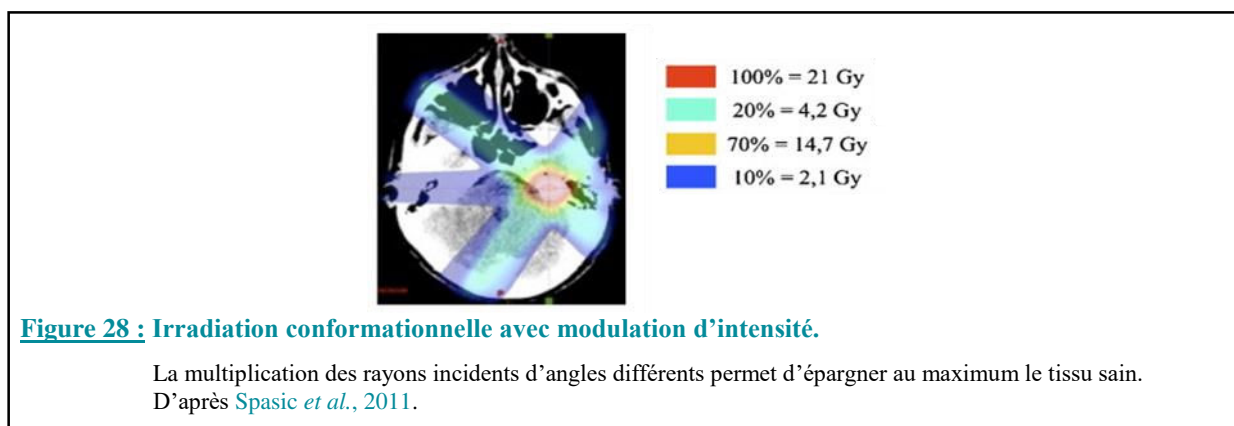 100% = 21 Gy
20% = 4,2 Gy
70% = 14,7 Gy
10% = 2,1 Gy
Figure 28 : Irradiation conformationnelle avec modulation d’intensité.
La multiplication des rayons incidents d’angles différents permet d’épargner au maximum le tissu sain.
D’après Spasic et al., 2011.